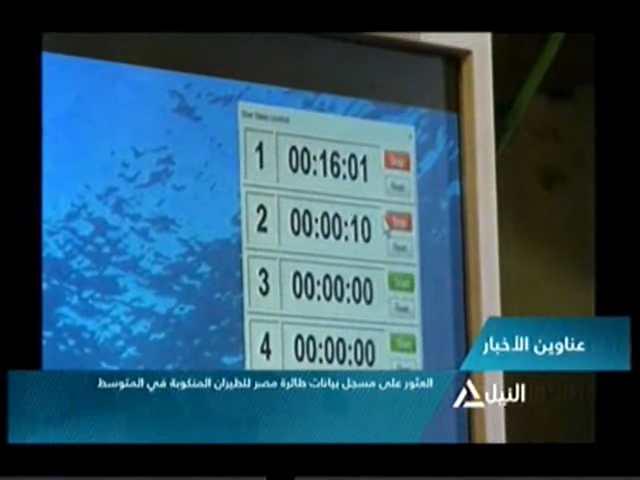 1 00:16:01 Stop
2 00:00:10 Stop
3 00:00:00 Start
4 00:00:00
عناوين الأخبار
العثور على مسجل بيانات طائرة مصر للطيران المنكوبة في المتوسط
النيل